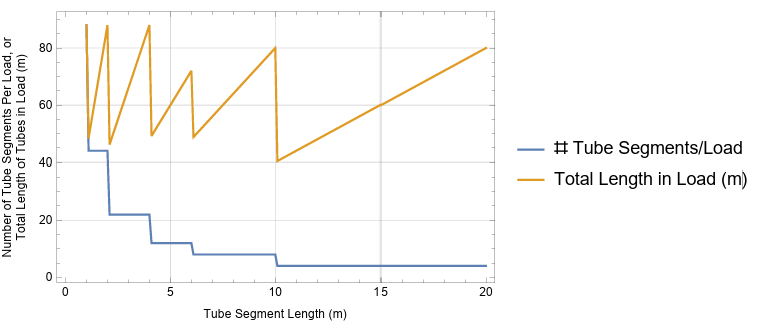 Number of Tube Segments Per Load, or
Total Length of Tubes in Load (m)
80
60
40
20
0
0 5 10 15 20
Tube Segment Length (m)
# Tube Segments/Load
Total Length in Load (m)